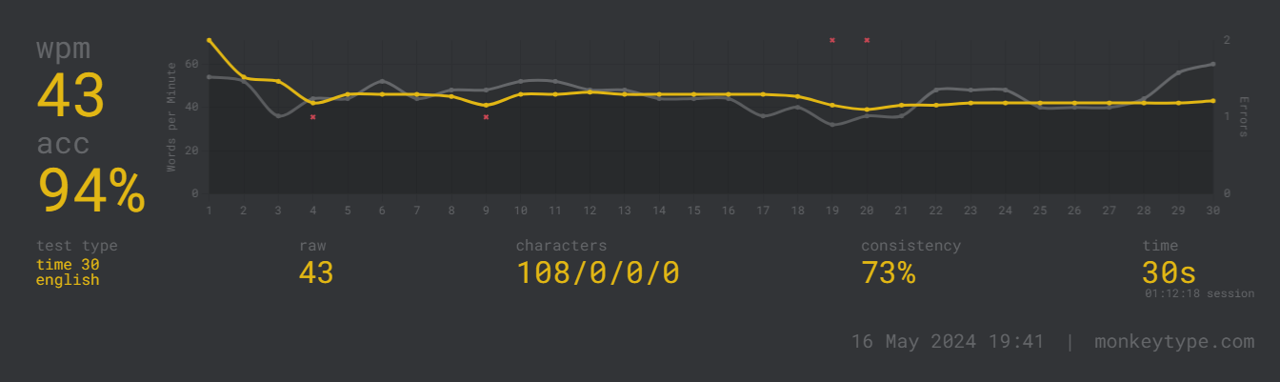 wpm
43
acc
94%
Words per Minute
60
40
20
0
2
1
0
Errors
1 2 3 4 5 6 7 8 9 10 11 12 13 14 15 16 17 18 19 20 21 22 23 24 25 26 27 28 29 30
test type
time 30
english
raw
43
characters
108/0/0/0
consistency
73%
time
30s
01:12:18 session
16 May 2024 19:41 | monkeytype.com